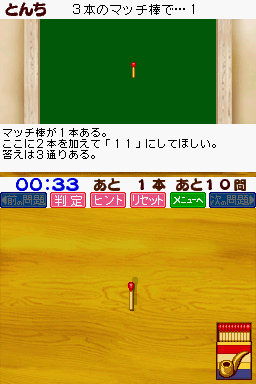 とんち ３本のマッチ棒で…１
マッチ棒が１本ある。
ここに２本を加えて「１１」にしてほしい。
答えは３通りある。
00:33 あと １本 あと１０問
前の問題 判定 ヒント リセット メニューへ 次の問題